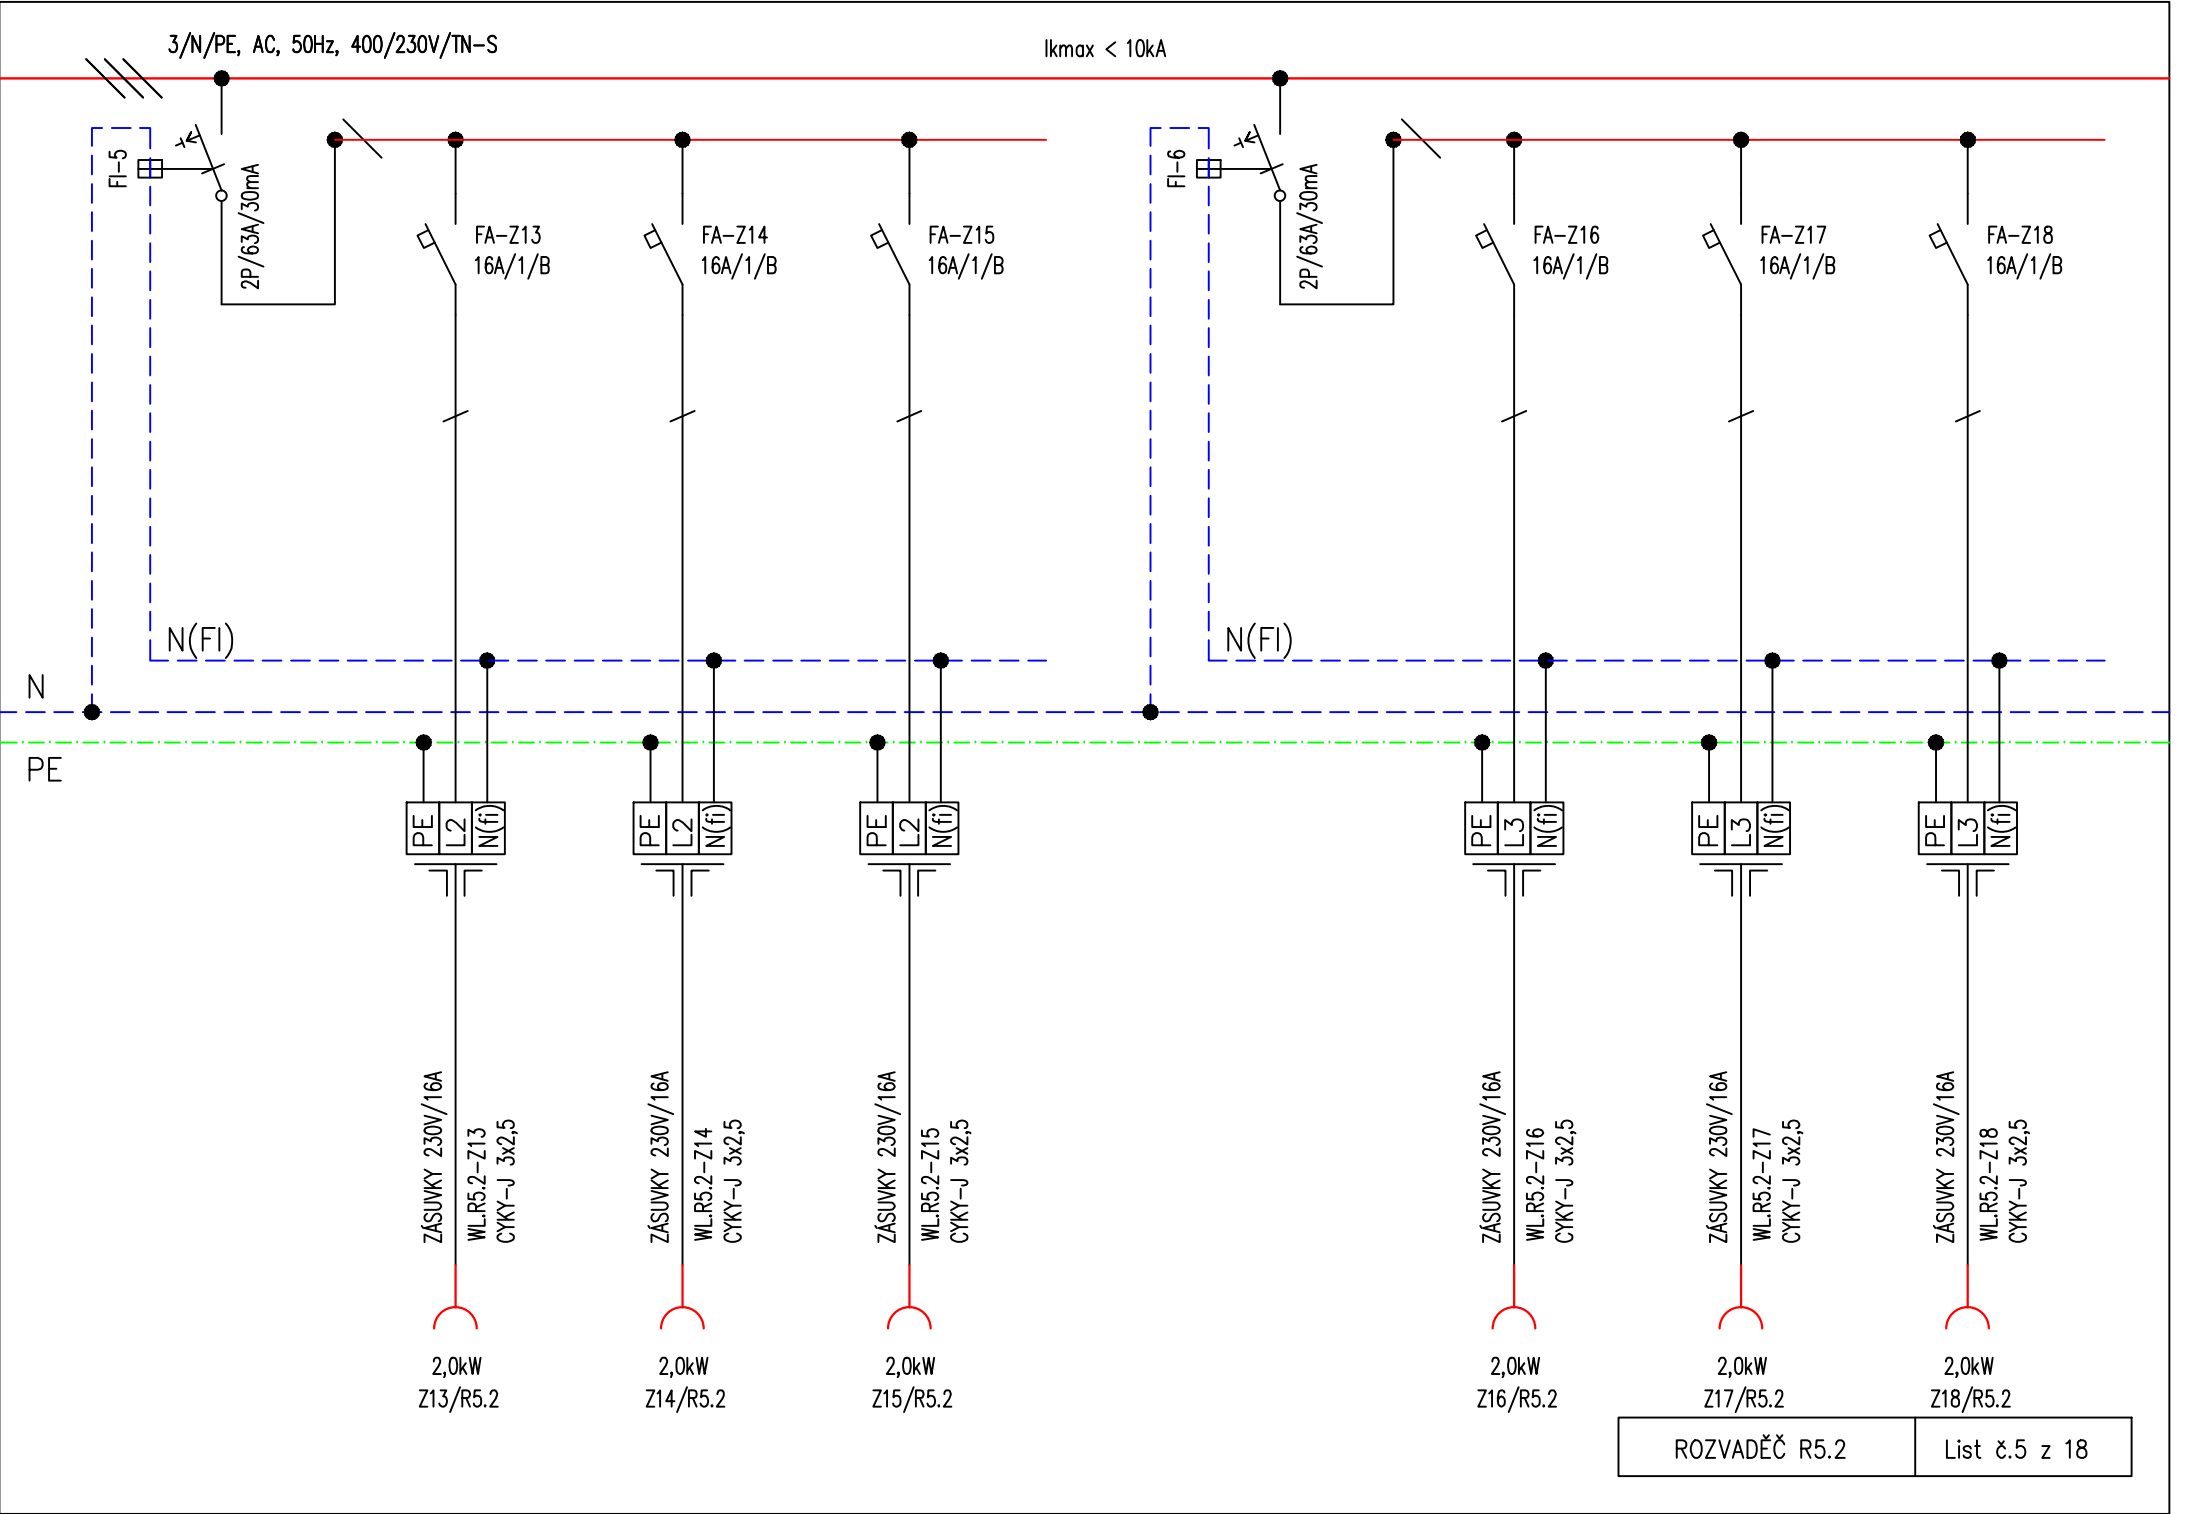 3/N/PE, AC, 50Hz, 400/230V/TN-S
Ikmax < 10kA
FI-5
2P/63A/30mA
FA-Z13
16A/1/B
FA-Z14
16A/1/B
FA-Z15
16A/1/B
FI-6
2P/63A/30mA
FA-Z16
16A/1/B
FA-Z17
16A/1/B
FA-Z18
16A/1/B
N(FI)
N(FI)
N
PE
PE L2 N(fi)
PE L2 N(fi)
PE L2 N(fi)
PE L3 N(fi)
PE L3 N(fi)
PE L3 N(fi)
ZÁSUVKY 230V/16A
WL.R5.2-Z13
CYKY-J 3x2,5
ZÁSUVKY 230V/16A
WL.R5.2-Z14
CYKY-J 3x2,5
ZÁSUVKY 230V/16A
WL.R5.2-Z15
CYKY-J 3x2,5
ZÁSUVKY 230V/16A
WL.R5.2-Z16
CYKY-J 3x2,5
ZÁSUVKY 230V/16A
WL.R5.2-Z17
CYKY-J 3x2,5
ZÁSUVKY 230V/16A
WL.R5.2-Z18
CYKY-J 3x2,5
2,0kW
Z13/R5.2
2,0kW
Z14/R5.2
2,0kW
Z15/R5.2
2,0kW
Z16/R5.2
2,0kW
Z17/R5.2
2,0kW
Z18/R5.2
ROZVADĚČ R5.2
List č.5 z 18